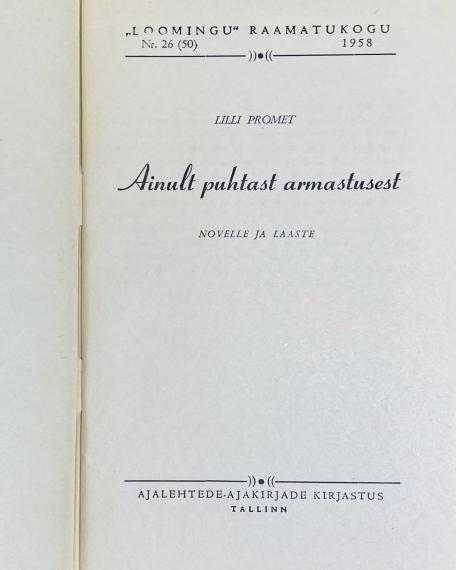 „LOOMINGU“ RAAMATUKOGU
Nr. 26 (50) 1958
LILLI PROMET
Ainult puhtast armastusest
NOVELLE JA LAASTE
AJALEHTEDE-AJAKIRJADE KIRJASTUS
TALLINN